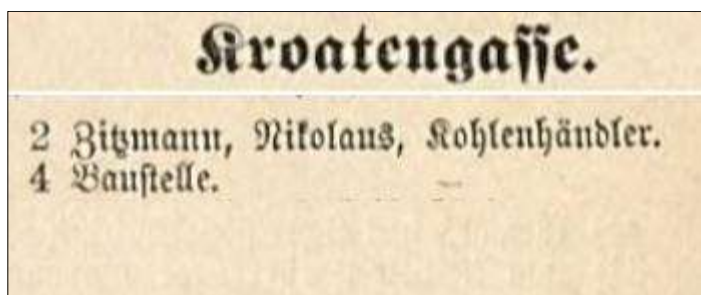 Kroatengasse.
2 Zitzmann, Nikolaus, Kohlenhändler.
4 Baustelle.